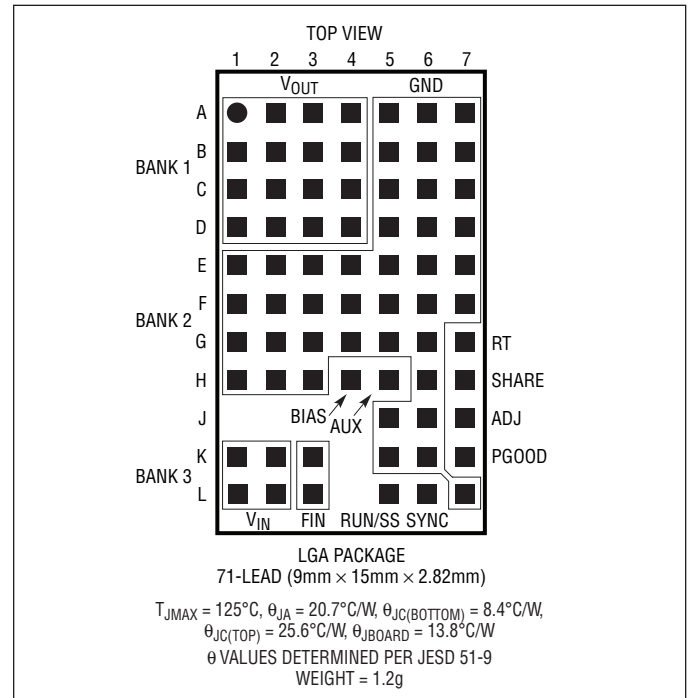 TOP VIEW
1 2 3 4 5 6 7
VOUT GND
A
B
BANK 1
C
D
E
F
BANK 2
G RT
H SHARE
BIAS AUX
J ADJ
K PGOOD
BANK 3
L
VIN FIN RUN/SS SYNC
LGA PACKAGE
71-LEAD (9mm × 15mm × 2.82mm)
TJMAX = 125°C, θJA = 20.7°C/W, θJC(BOTTOM) = 8.4°C/W,
θJC(TOP) = 25.6°C/W, θJBOARD = 13.8°C/W
θ VALUES DETERMINED PER JESD 51-9
WEIGHT = 1.2g